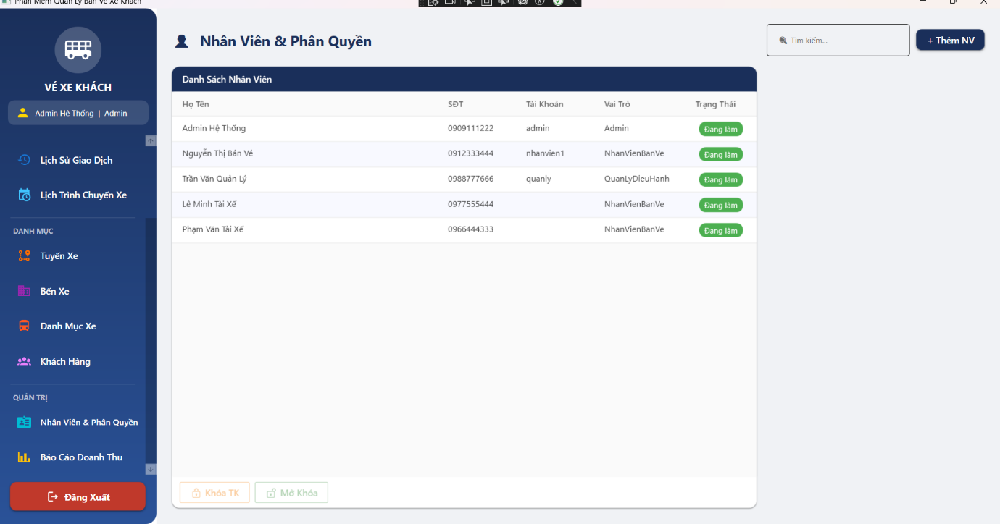 Phần Mềm Quản Lý Bán Vé Xe Khách
VÉ XE KHÁCH
Admin Hệ Thống | Admin
Lịch Sử Giao Dịch
Lịch Trình Chuyến Xe
DANH MỤC
Tuyến Xe
Bến Xe
Danh Mục Xe
Khách Hàng
QUẢN TRỊ
Nhân Viên & Phân Quyền
Báo Cáo Doanh Thu
Đăng Xuất
Nhân Viên & Phân Quyền
Tìm kiếm...
+ Thêm NV
Danh Sách Nhân Viên
Họ Tên SĐT Tài Khoản Vai Trò Trạng Thái
Admin Hệ Thống 0909111222 admin Admin Đang làm
Nguyễn Thị Bán Vé 0912333444 nhanvien1 NhanVienBanVe Đang làm
Trần Văn Quản Lý 0988777666 quanly QuanLyDieuHanh Đang làm
Lê Minh Tài Xế 0977555444 NhanVienBanVe Đang làm
Phạm Văn Tài Xế 0966444333 NhanVienBanVe Đang làm
Khóa TK
Mở Khóa